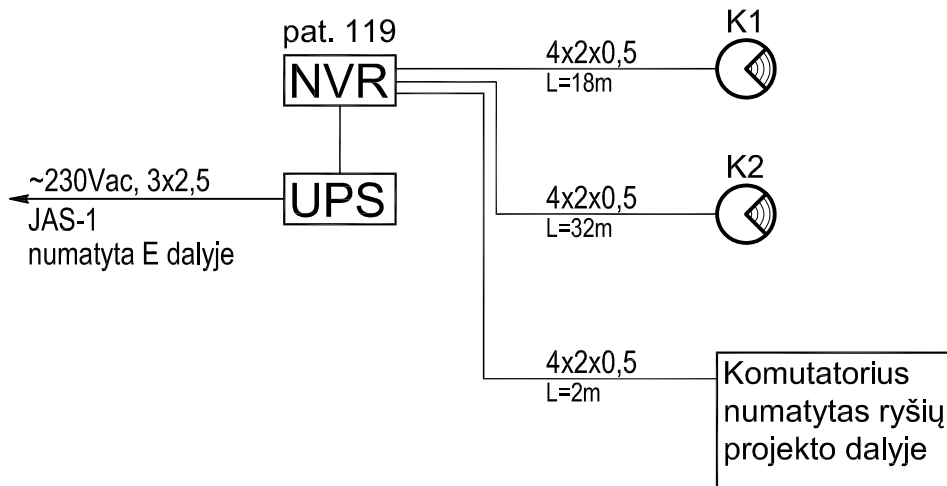 pat. 119
NVR
4x2x0,5
L=18m
K1
~230Vac, 3x2,5
JAS-1
numatyta E dalyje
UPS
4x2x0,5
L=32m
K2
4x2x0,5
L=2m
Komutatorius
numatytas ryšių
projekto dalyje